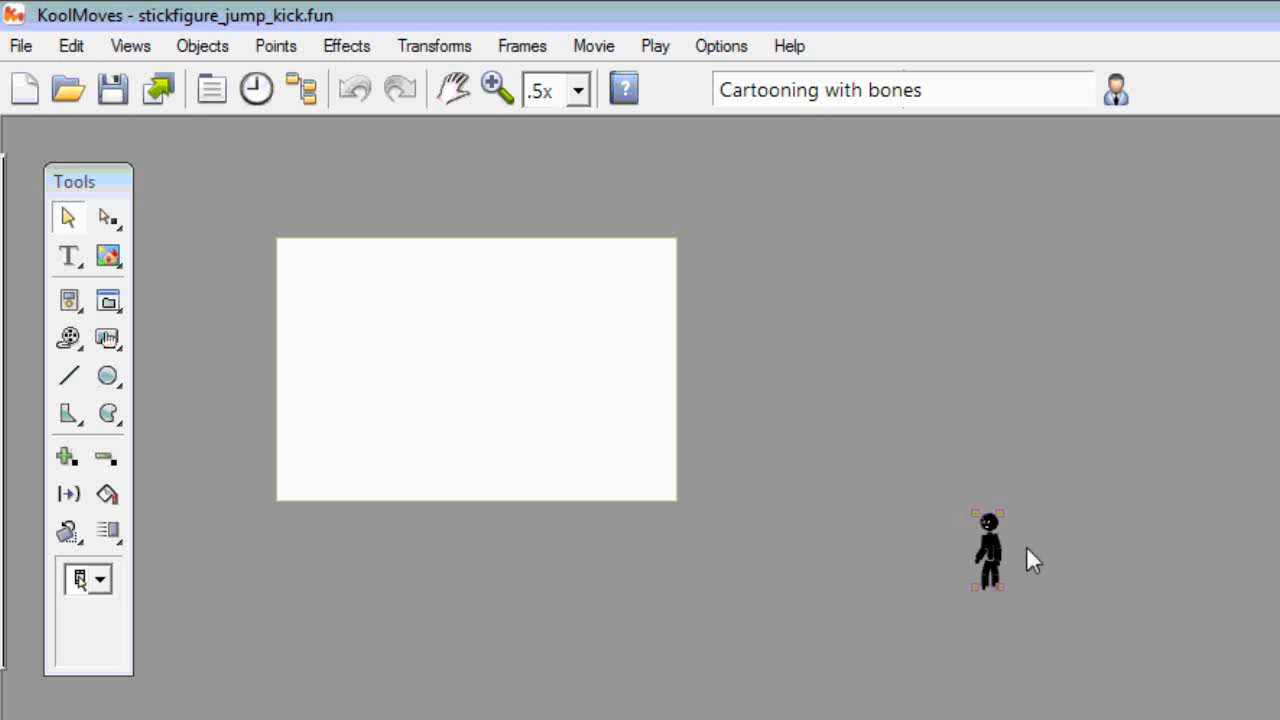 KoolMoves - stickfigure_jump_kick.fun
File Edit Views Objects Points Effects Transforms Frames Movie Play Options Help
.5x Cartooning with bones
Tools
T